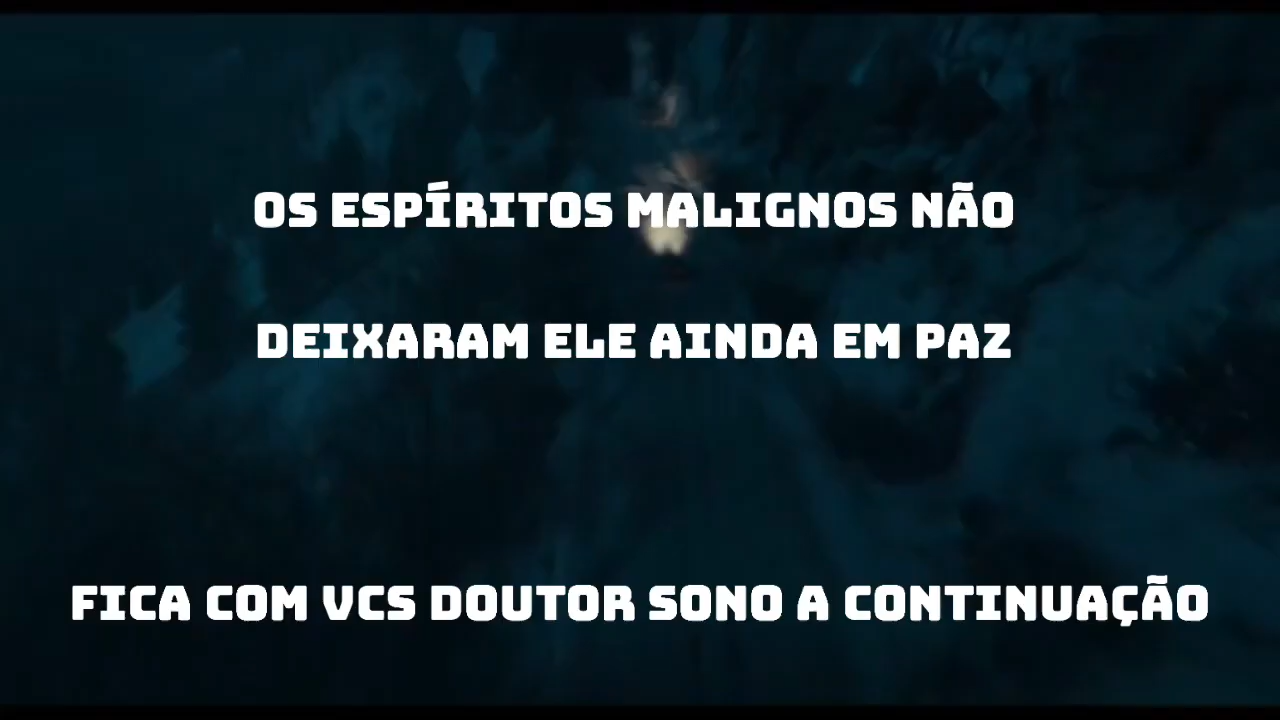 OS ESPÍRITOS MALIGNOS NÃO
DEIXARAM ELE AINDA EM PAZ
FICA COM VCS DOUTOR SONO A CONTINUAÇÃO